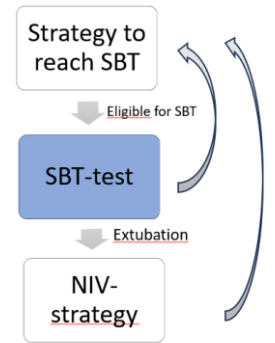 Strategy to
reach SBT
Eligible for SBT
SBT-test
Extubation
NIV-
strategy